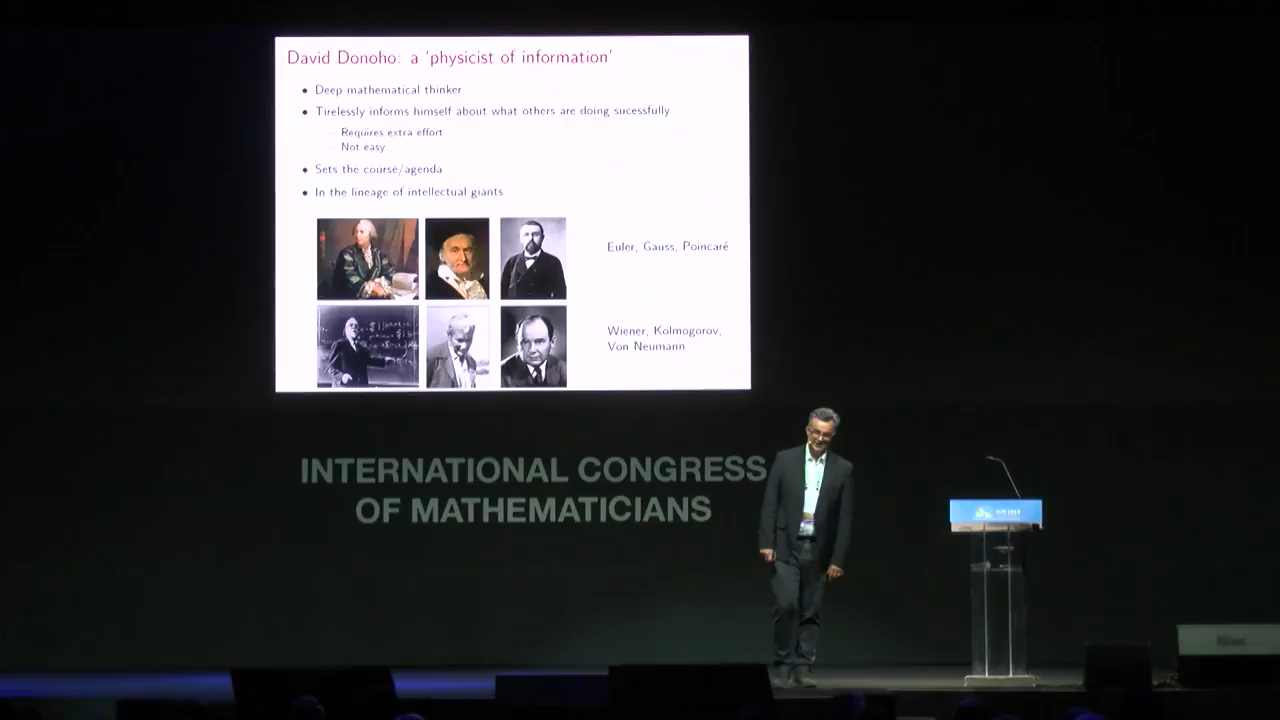 David Donoho: a ‘physicist of information’
• Deep mathematical thinker
• Tirelessly informs himself about what others are doing sucessfully
– Requires extra effort
– Not easy
• Sets the course/agenda
• In the lineage of intellectual giants
Euler, Gauss, Poincaré
Wiener, Kolmogorov,
Von Neumann
INTERNATIONAL CONGRESS
OF MATHEMATICIANS